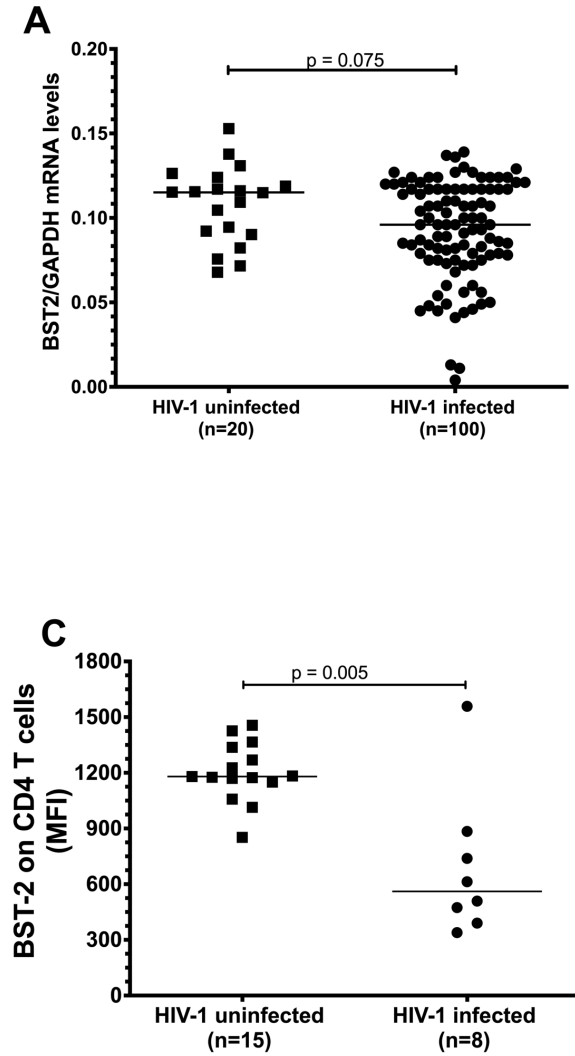 A
BST2/GAPDH mRNA levels
0.20
0.15
0.10
0.05
0.00
p = 0.075
HIV-1 uninfected
(n=20)
HIV-1 infected
(n=100)
C
BST-2 on CD4 T cells
(MFI)
1800
1500
1200
900
600
300
0
p = 0.005
HIV-1 uninfected
(n=15)
HIV-1 infected
(n=8)